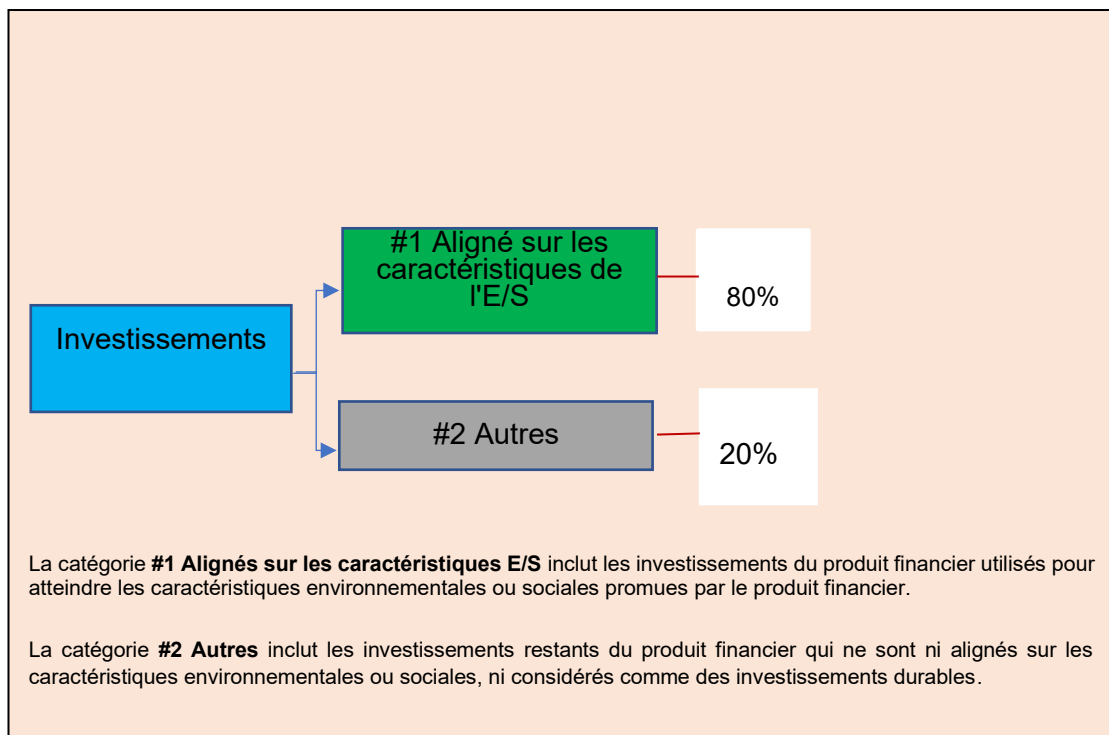 #1 Aligné sur les
caractéristiques de
l'E/S
80%
Investissements
#2 Autres
20%
La catégorie #1 Alignés sur les caractéristiques E/S inclut les investissements du produit financier utilisés pour
atteindre les caractéristiques environnementales ou sociales promues par le produit financier.
La catégorie #2 Autres inclut les investissements restants du produit financier qui ne sont ni alignés sur les
caractéristiques environnementales ou sociales, ni considérés comme des investissements durables.